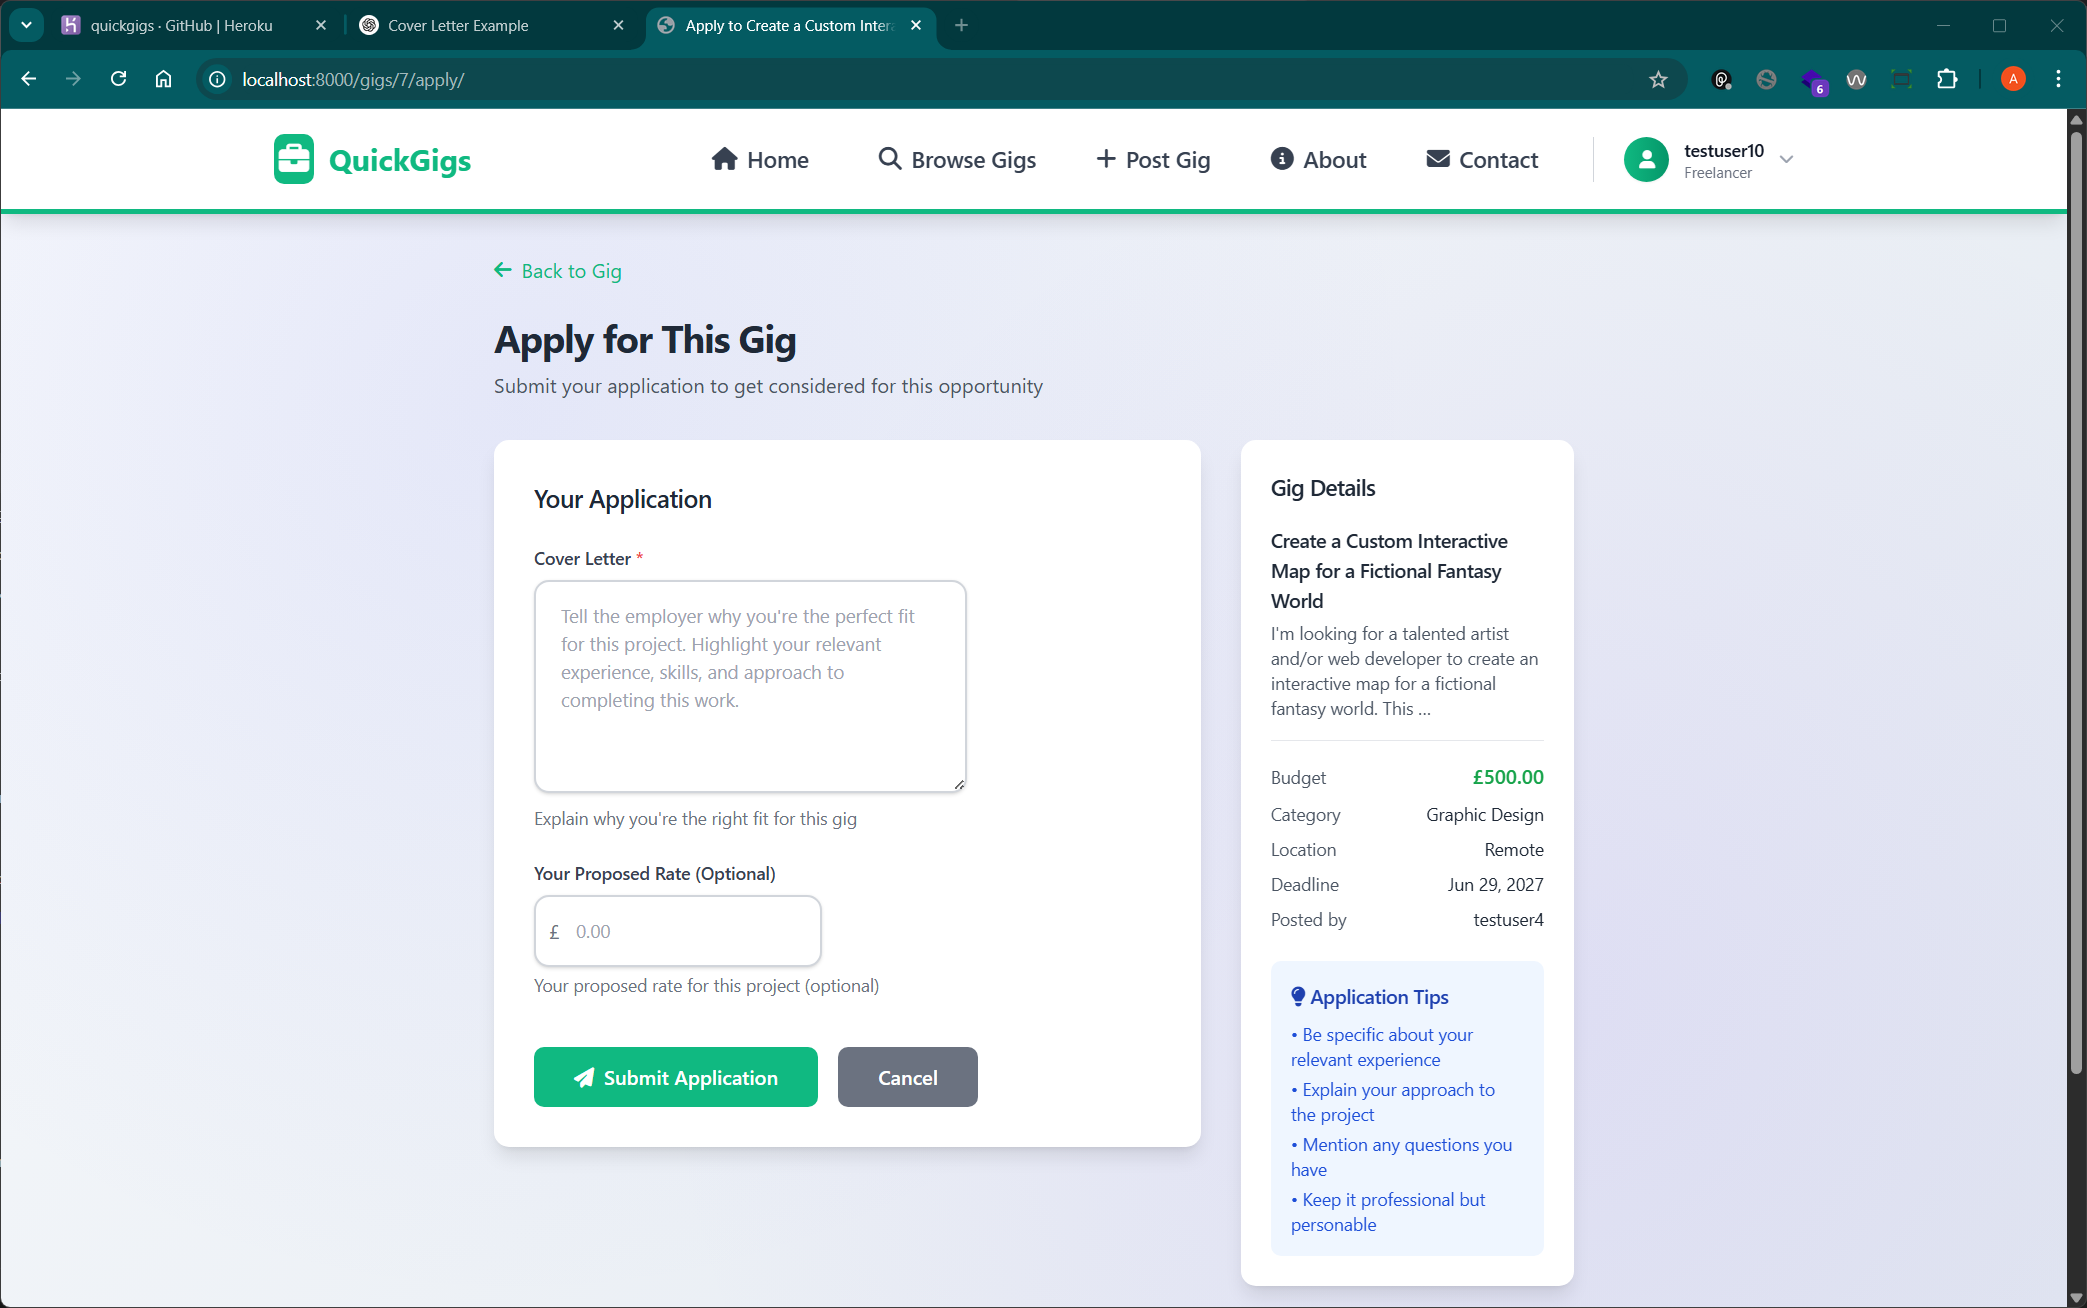 quickgigs · GitHub | Heroku
Cover Letter Example
Apply to Create a Custom Inter
localhost:8000/gigs/7/apply/
6
A
QuickGigs
Home
Browse Gigs
Post Gig
About
Contact
testuser10
Freelancer
Back to Gig
Apply for This Gig
Submit your application to get considered for this opportunity
Your Application
Cover Letter *
Tell the employer why you're the perfect fit
for this project. Highlight your relevant
experience, skills, and approach to
completing this work.
Explain why you're the right fit for this gig
Your Proposed Rate (Optional)
£ 0.00
Your proposed rate for this project (optional)
Submit Application
Cancel
Gig Details
Create a Custom Interactive
Map for a Fictional Fantasy
World
I'm looking for a talented artist
and/or web developer to create an
interactive map for a fictional
fantasy world. This ...
Budget £500.00
Category Graphic Design
Location Remote
Deadline Jun 29, 2027
Posted by testuser4
Application Tips
• Be specific about your
relevant experience
• Explain your approach to
the project
• Mention any questions you
have
• Keep it professional but
personable